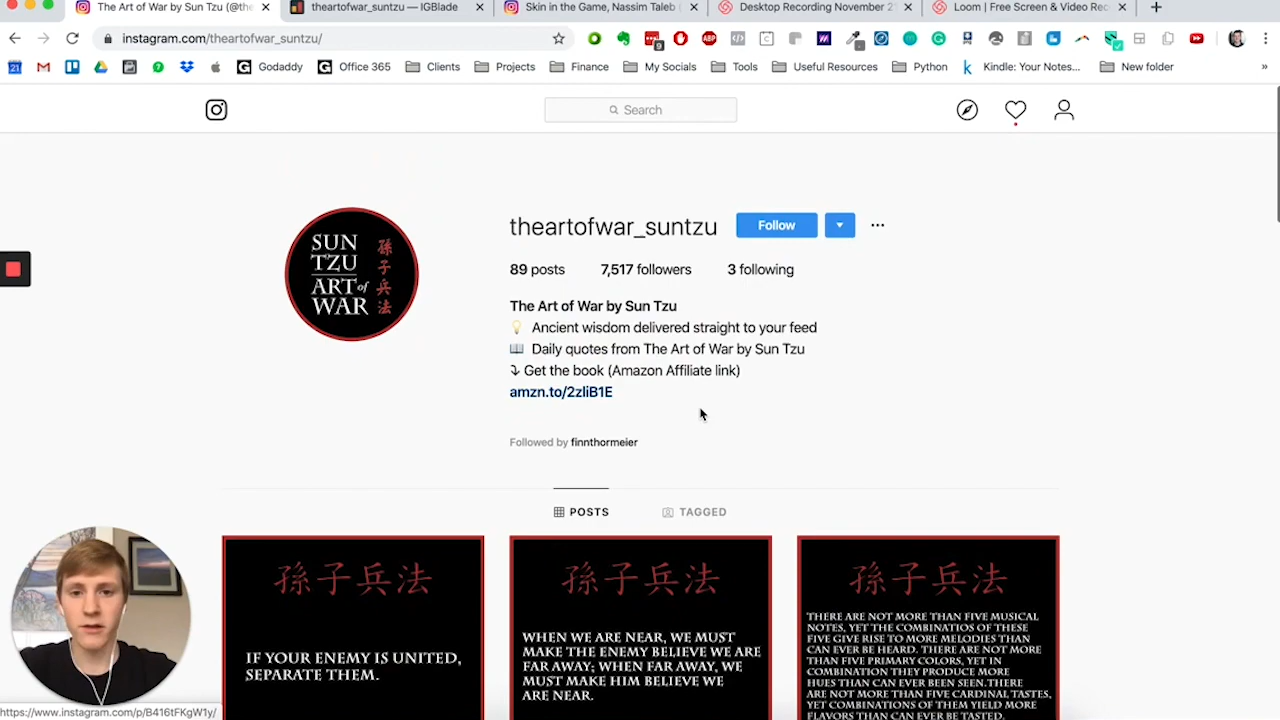 The Art of War by Sun Tzu (@the
theartofwar_suntzu — IGBlade
Skin in the Game, Nassim Taleb (
Desktop Recording November 2
Loom | Free Screen & Video Rec
instagram.com/theartofwar_suntzu/
Godaddy
Office 365
Clients
Projects
Finance
My Socials
Tools
Useful Resources
Python
Kindle: Your Notes...
New folder
»
Search
SUN
TZU
ART of
WAR
孫子兵法
theartofwar_suntzu
Follow
89 posts 7,517 followers 3 following
The Art of War by Sun Tzu
💡 Ancient wisdom delivered straight to your feed
📖 Daily quotes from The Art of War by Sun Tzu
⤵ Get the book (Amazon Affiliate link)
amzn.to/2zliB1E
Followed by finnthormeier
POSTS
TAGGED
孫子兵法
IF YOUR ENEMY IS UNITED,
SEPARATE THEM.
孫子兵法
WHEN WE ARE NEAR, WE MUST
MAKE THE ENEMY BELIEVE WE ARE
FAR AWAY; WHEN FAR AWAY, WE
MUST MAKE HIM BELIEVE WE
ARE NEAR.
孫子兵法
THERE ARE NOT MORE THAN FIVE MUSICAL
NOTES, YET THE COMBINATIOS OF THESE
FIVE GIVE RISE TO MORE MELODIES THAN
CAN EVER BE HEARD. THERE ARE NOT MORE
THAN FIVE PRIMARY COLORS, YET IN
COMBINATION THEY PRODUCE MORE
HUES THAN CAN EVER BEEN SEEN.THERE
ARE NOT MORE THAN FIVE CARDINAL TASTES,
YET COMBINATIONS OF THEM YIELD MORE
FLAVORS THAN CAN EVER BE TASTED.
https://www.instagram.com/p/B416tFKgW1y/